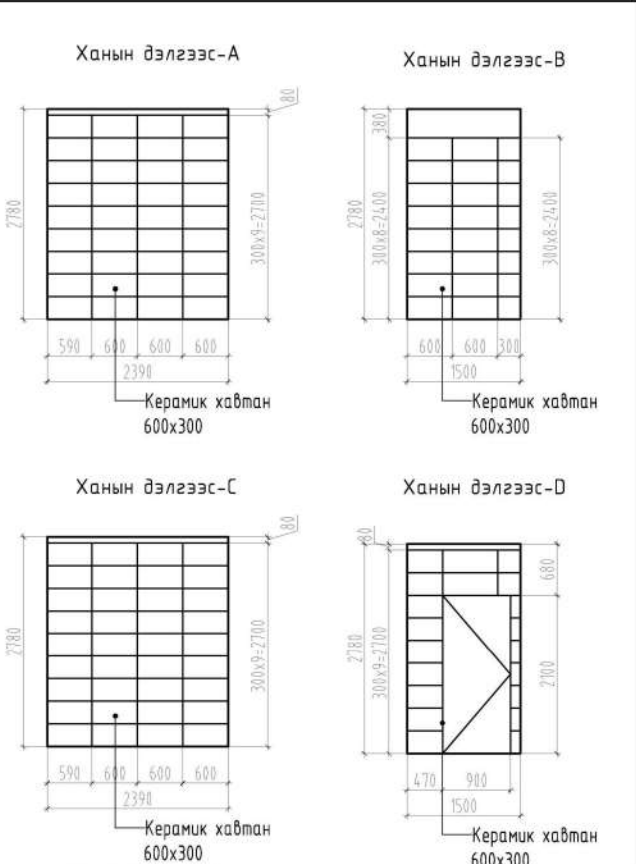 Ханын дэлгээс-А
80
2780
300x9=2700
590 600 600 600
2390
Керамик хавтан
600x300
Ханын дэлгээс-B
380
2780
300x8=2400
300x8=2400
600 600 300
1500
Керамик хавтан
600x300
Ханын дэлгээс-C
80
2780
300x9=2700
590 600 600 600
2390
Керамик хавтан
600x300
Ханын дэлгээс-D
80
680
2780
300x9=2700
2100
470 900
1500
Керамик хавтан
600x300